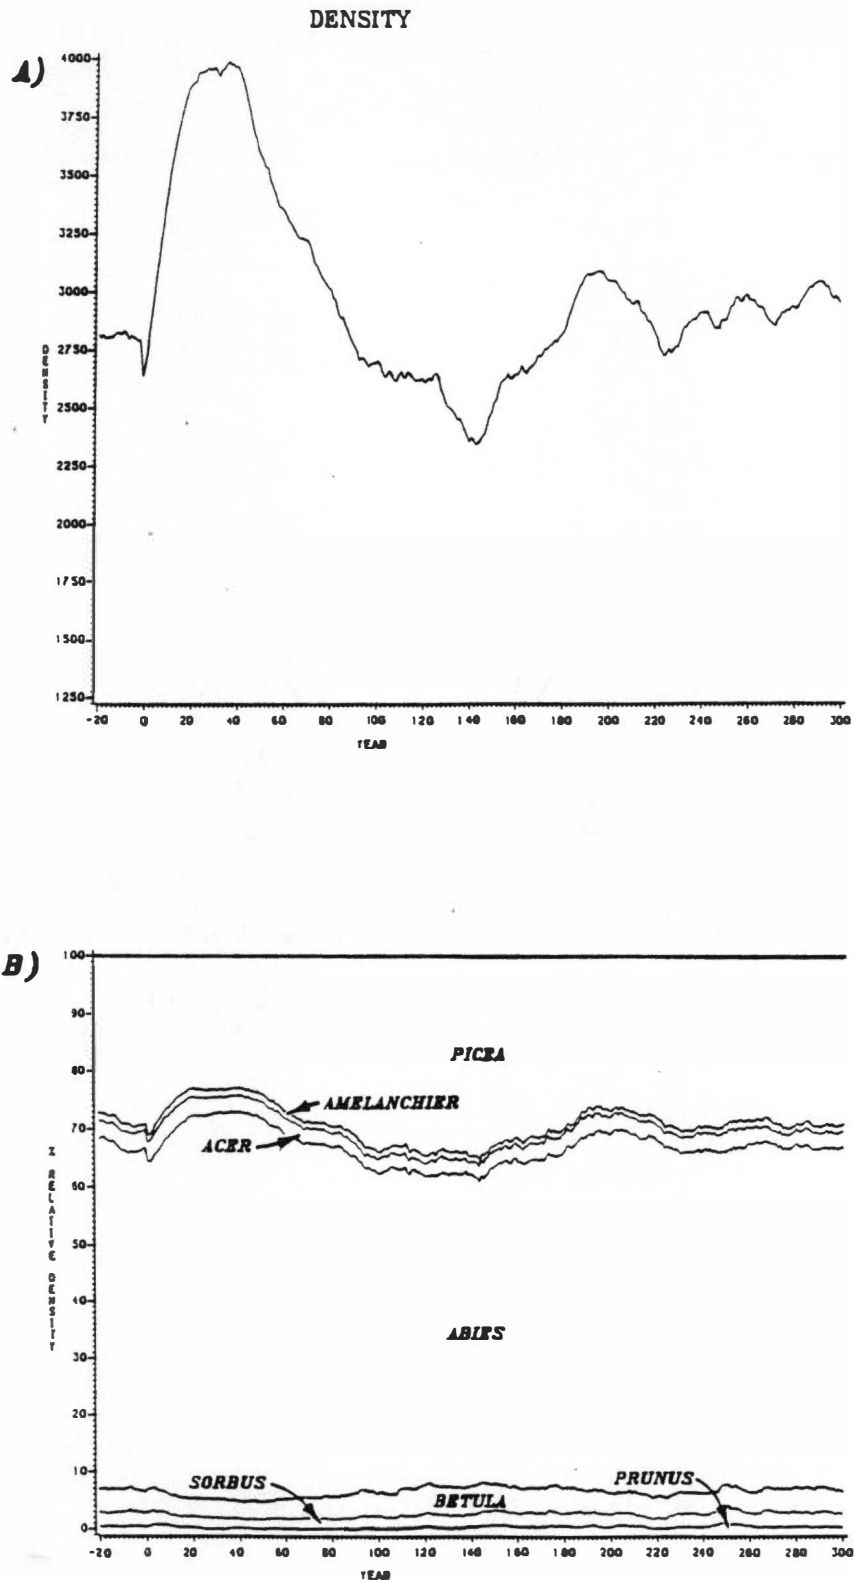 DENSITY
A)
4000
3750
3500
3250
3000
2750
2500
2250
2000
1750
1500
1250
DENSITY
-20 0 20 40 60 80 100 120 140 160 180 200 220 240 260 280 300
YEAR
B)
100
90
80
70
60
50
40
30
20
10
0
% RELATIVE DENSITY
PICEA
AMELANCHIER
ACER
ABIES
SORBUS
PRUNUS
BETULA
-20 0 20 40 60 80 100 120 140 160 180 200 220 240 260 280 300
YEAR